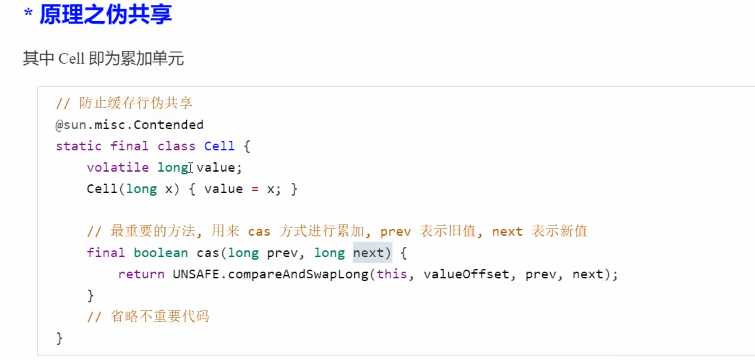 * 原理之伪共享
其中 Cell 即为累加单元
// 防止缓存行伪共享
@sun.misc.Contended
static final class Cell {
    volatile long value;
    Cell(long x) { value = x; }
    // 最重要的方法, 用来 cas 方式进行累加, prev 表示旧值, next 表示新值
    final boolean cas(long prev, long next) {
        return UNSAFE.compareAndSwapLong(this, valueOffset, prev, next);
    }
    // 省略不重要代码
}